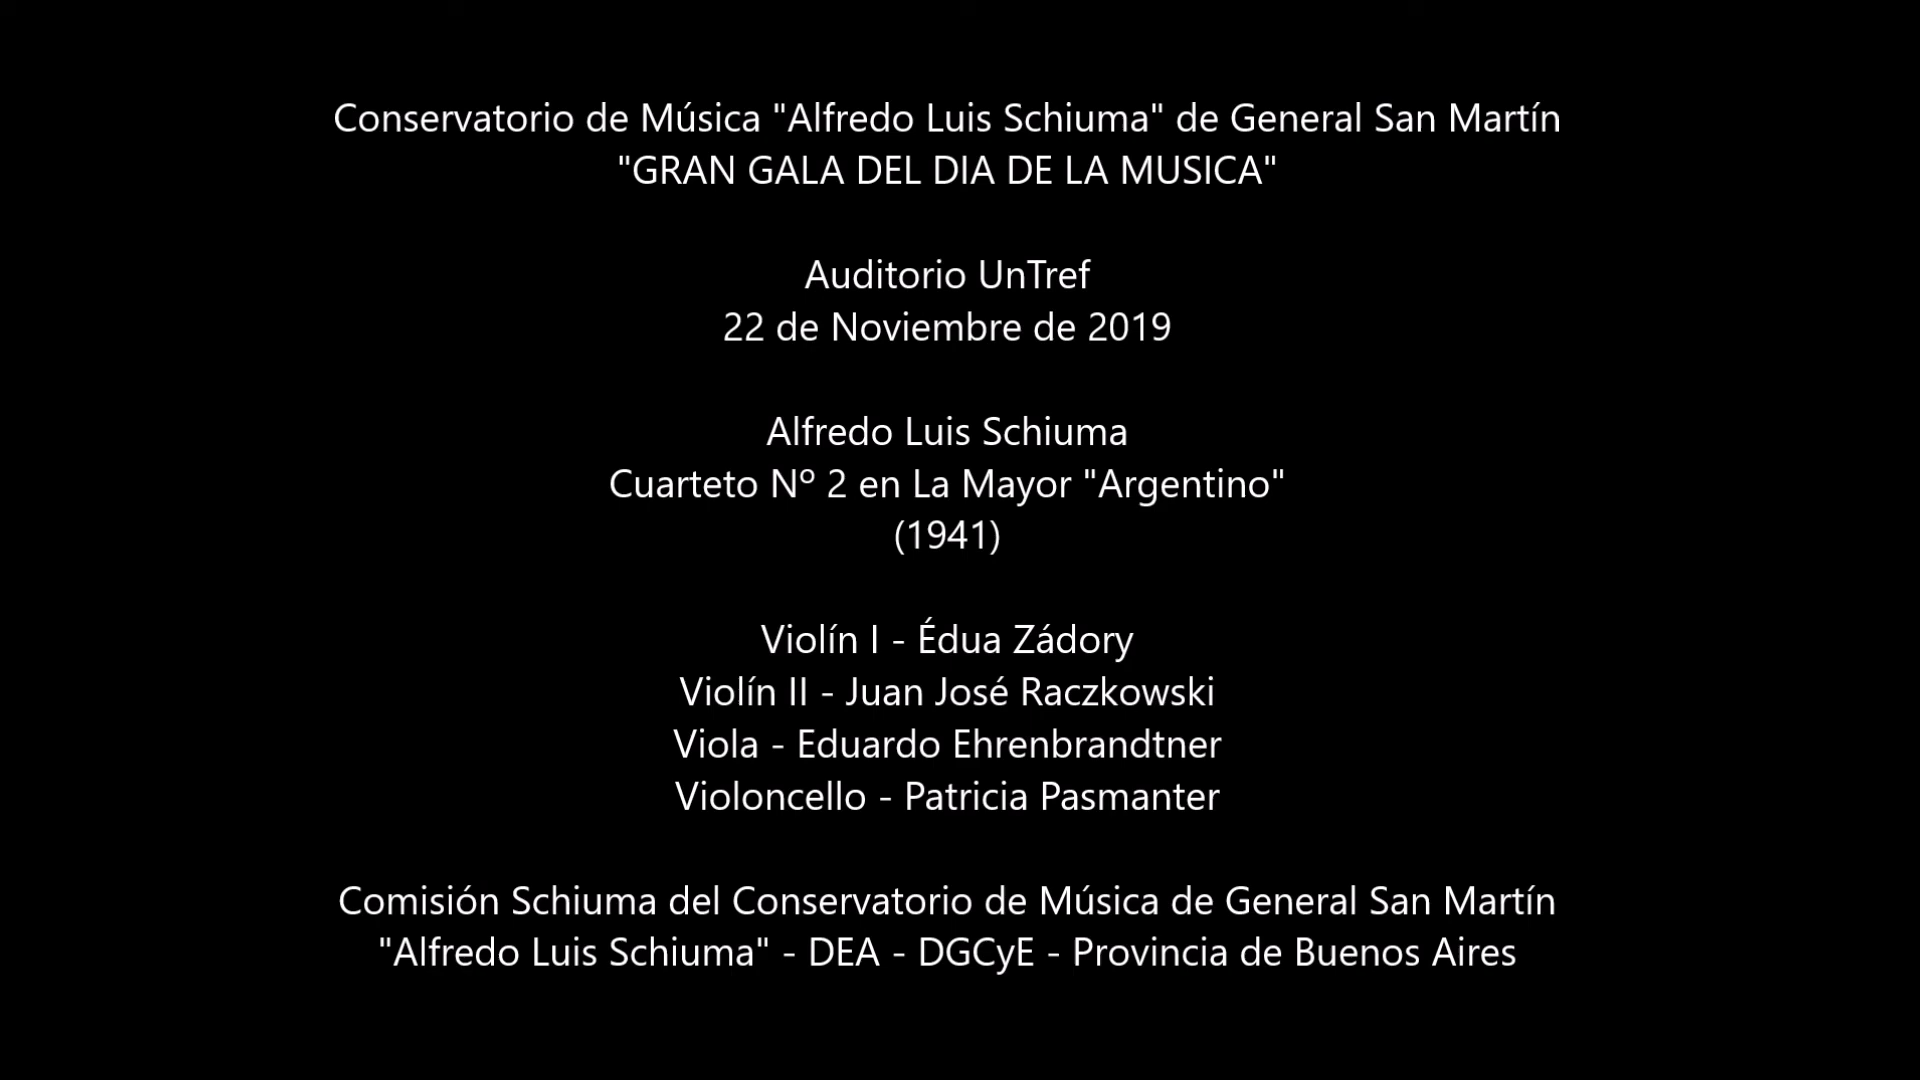 Conservatorio de Música "Alfredo Luis Schiuma" de General San Martín
"GRAN GALA DEL DIA DE LA MUSICA"
Auditorio UnTref
22 de Noviembre de 2019
Alfredo Luis Schiuma
Cuarteto Nº 2 en La Mayor "Argentino"
(1941)
Violín I - Édua Zádory
Violín II - Juan José Raczkowski
Viola - Eduardo Ehrenbrandtner
Violoncello - Patricia Pasmanter
Comisión Schiuma del Conservatorio de Música de General San Martín
"Alfredo Luis Schiuma" - DEA - DGCyE - Provincia de Buenos Aires